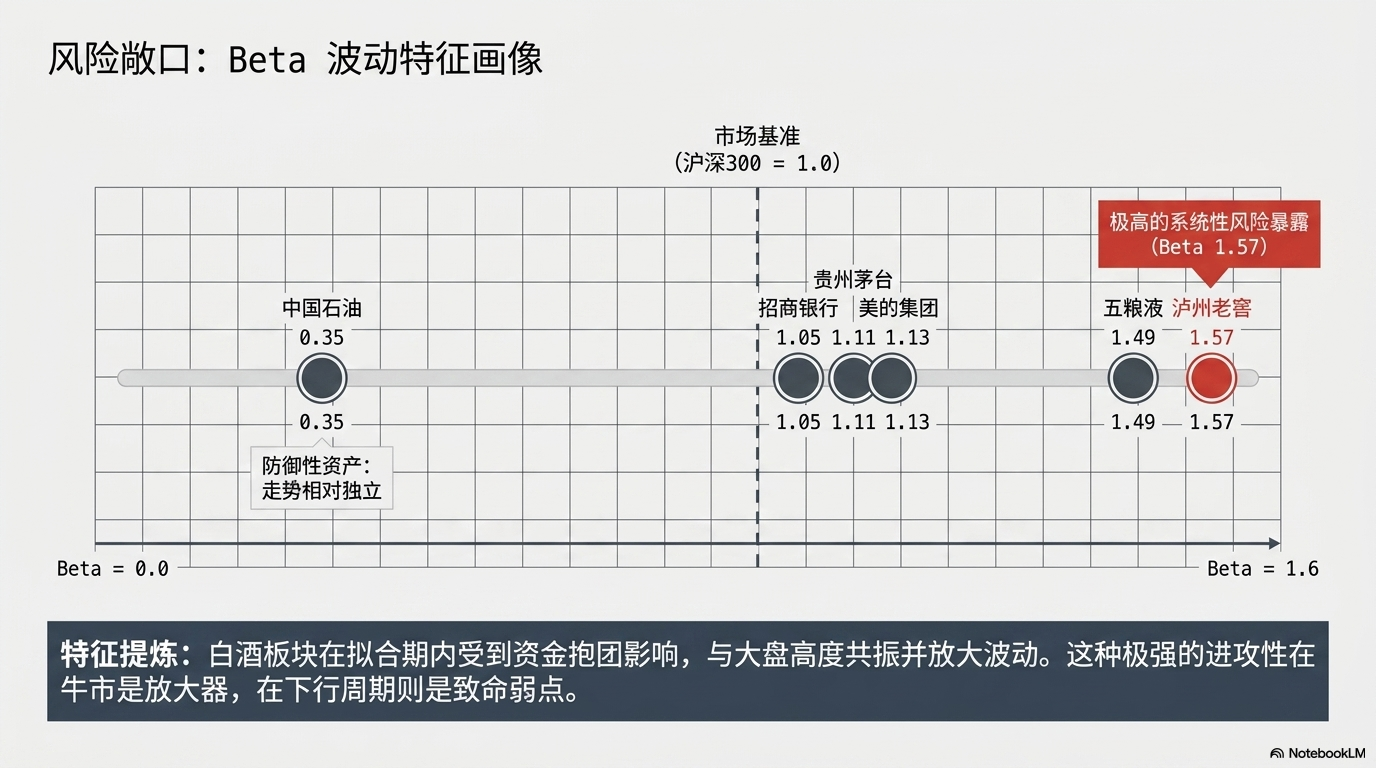 风险敞口：Beta 波动特征画像
市场基准
（沪深300 = 1.0）
极高的系统性风险暴露
（Beta 1.57）
贵州茅台
中国石油
招商银行
美的集团
五粮液
泸州老窖
0.35
1.05
1.11
1.13
1.49
1.57
0.35
1.05
1.11
1.13
1.49
1.57
防御性资产：
走势相对独立
Beta = 0.0
Beta = 1.6
特征提炼：白酒板块在拟合期内受到资金抱团影响，与大盘高度共振并放大波动。这种极强的进攻性在
牛市是放大器，在下行周期则是致命弱点。
NotebookLM